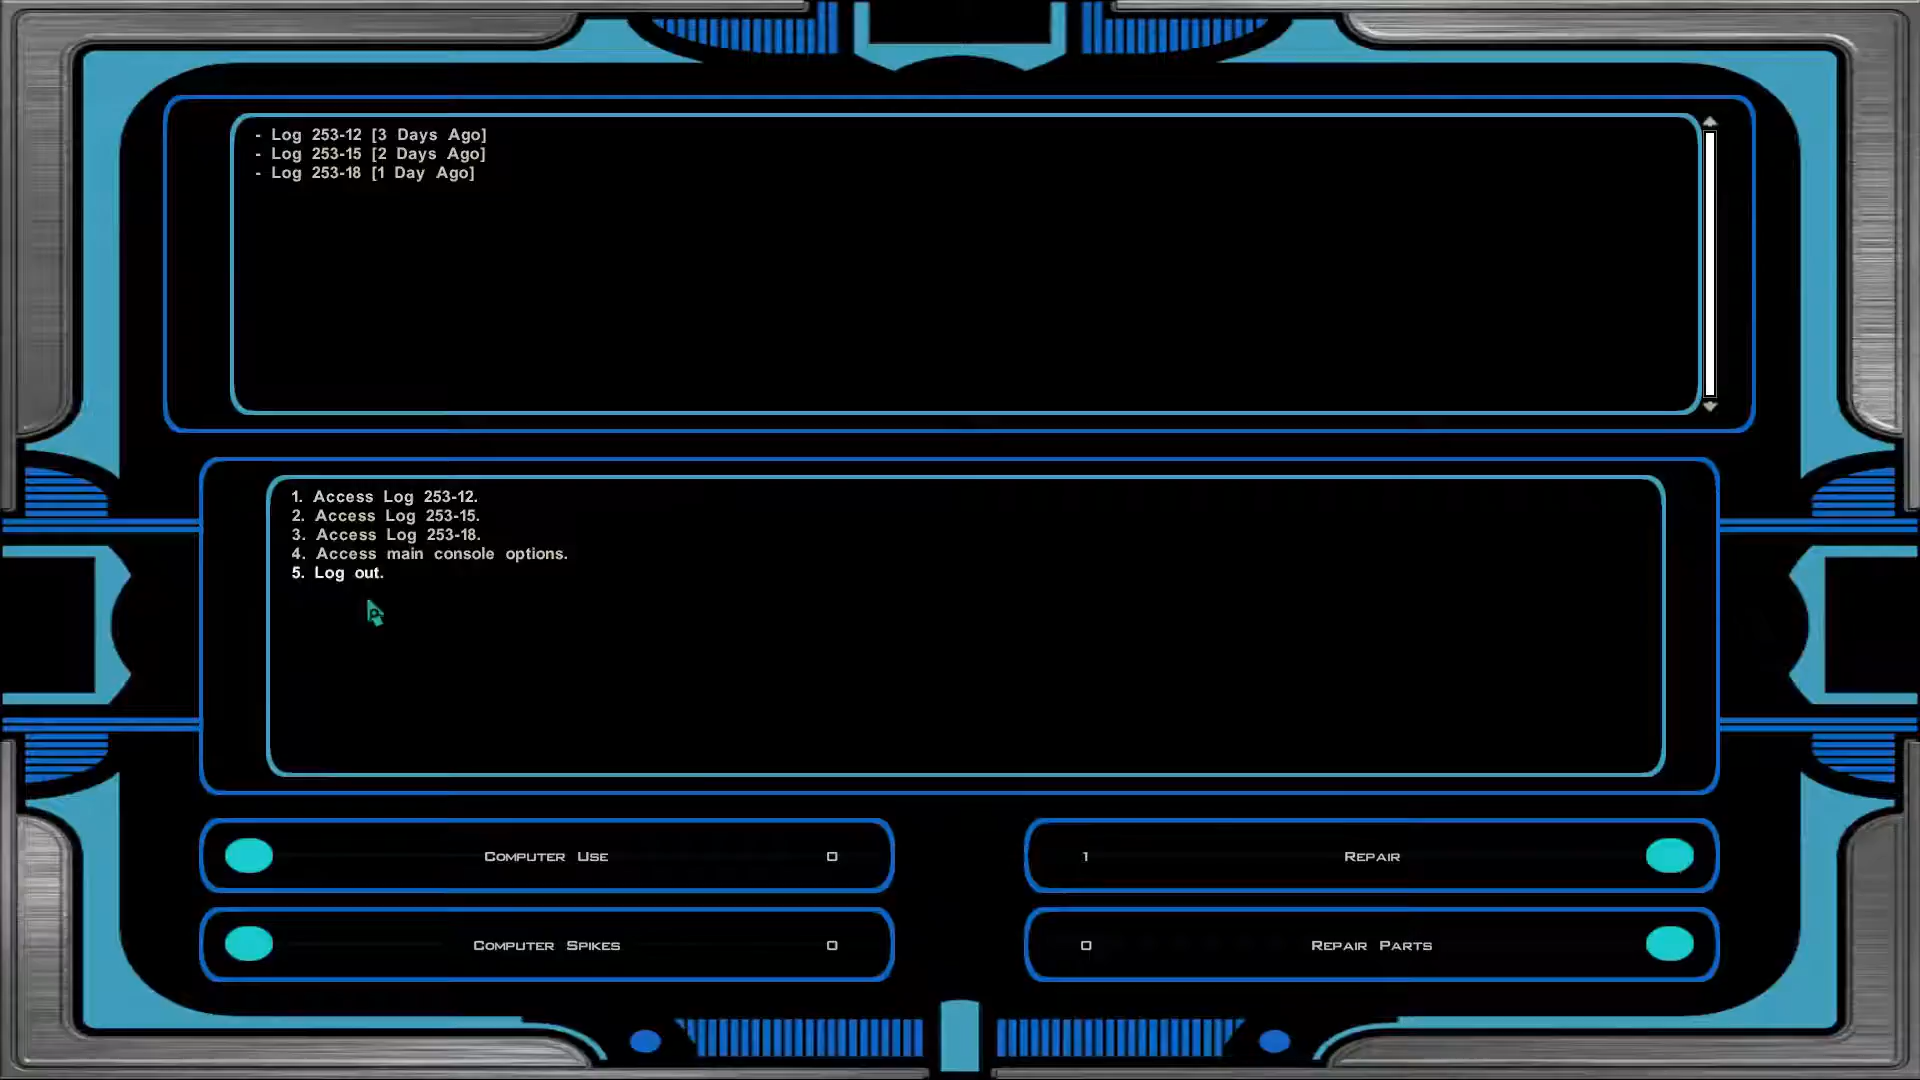 - Log 253-12 [3 Days Ago]
- Log 253-15 [2 Days Ago]
- Log 253-18 [1 Day Ago]
1. Access Log 253-12.
2. Access Log 253-15.
3. Access Log 253-18.
4. Access main console options.
5. Log out.
Computer Use 0
1 Repair
Computer Spikes 0
0 Repair Parts